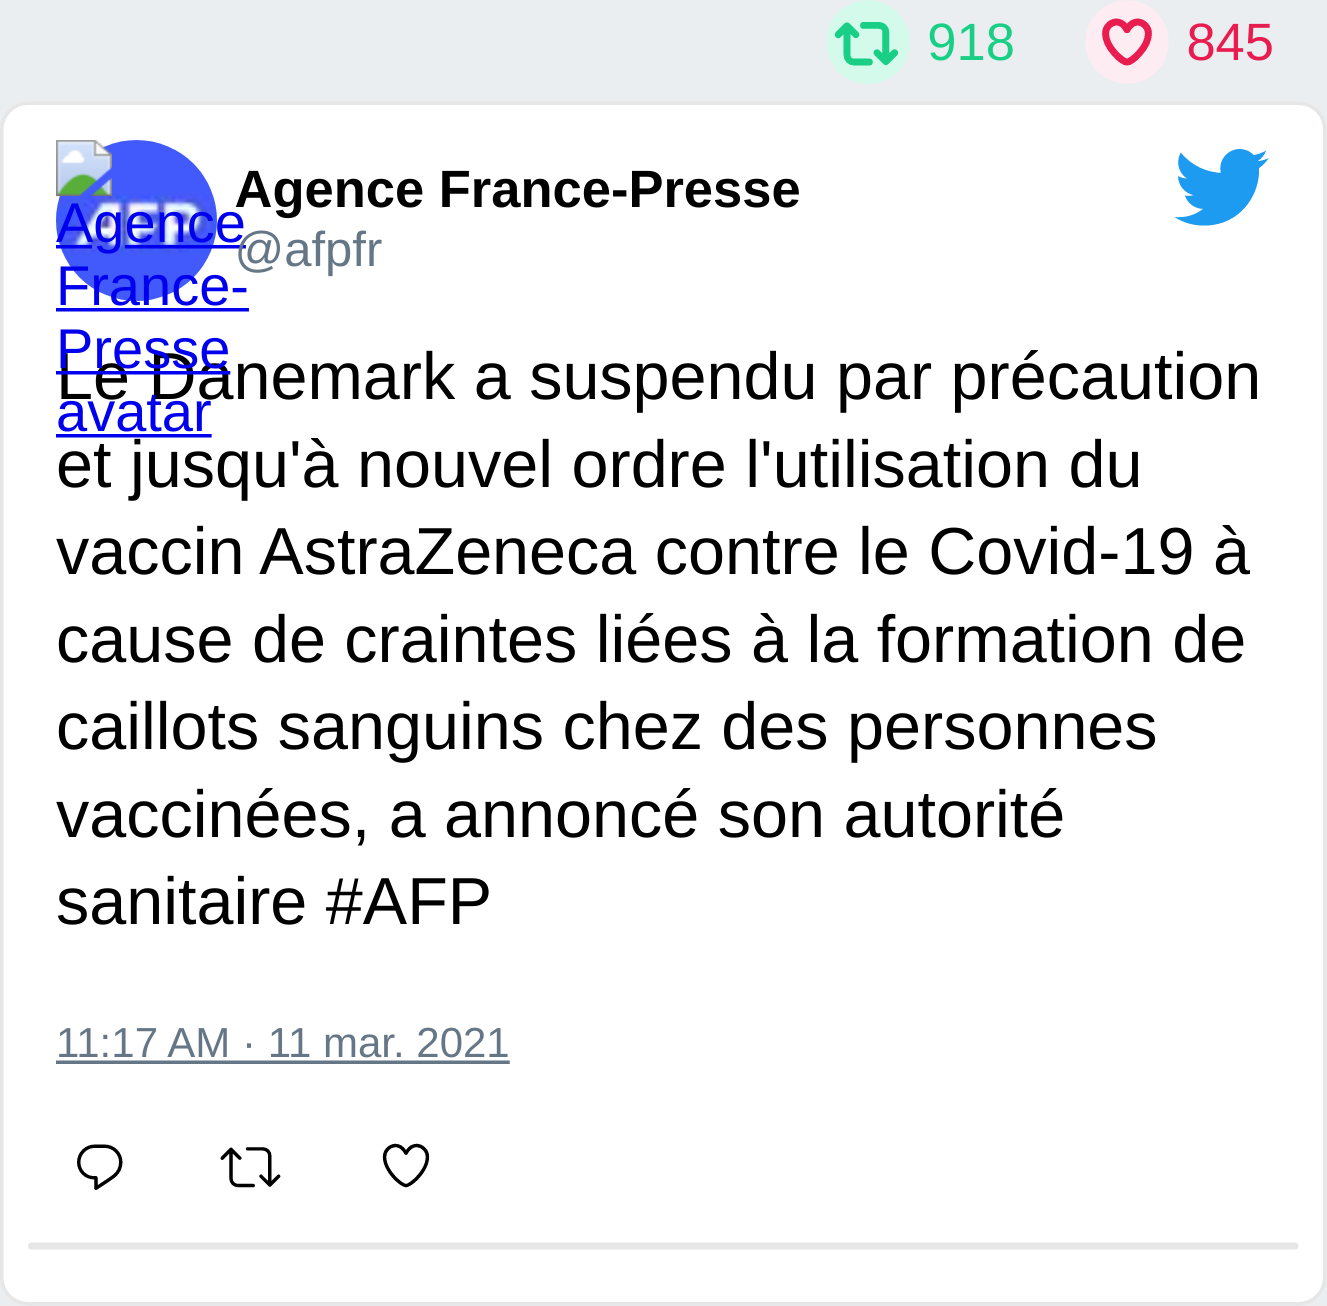 918 845
Agence France-Presse
@afpfr
Agence
France-
Presse
avatar
Le Danemark a suspendu par précaution
et jusqu'à nouvel ordre l'utilisation du
vaccin AstraZeneca contre le Covid-19 à
cause de craintes liées à la formation de
caillots sanguins chez des personnes
vaccinées, a annoncé son autorité
sanitaire #AFP
11:17 AM · 11 mar. 2021